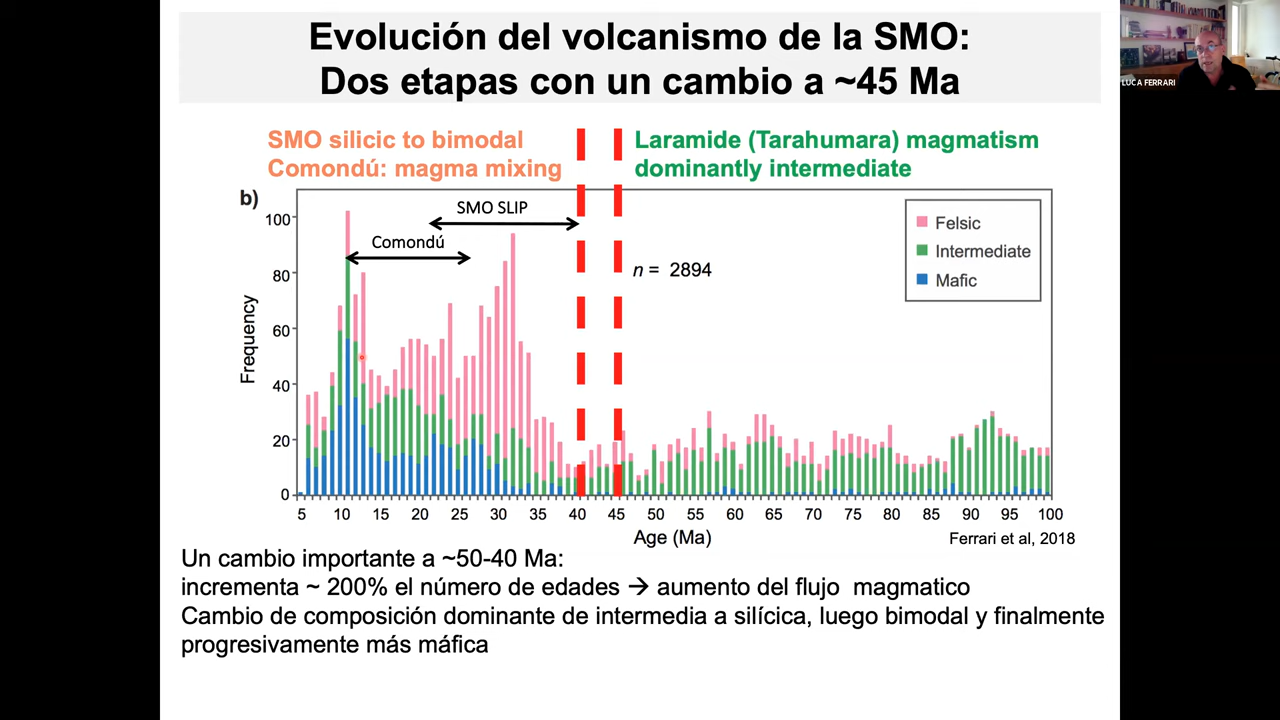 Evolución del volcanismo de la SMO:
Dos etapas con un cambio a ~45 Ma
LUCA FERRARI
SMO silicic to bimodal
Comondú: magma mixing
Laramide (Tarahumara) magmatism
dominantly intermediate
b)
SMO SLIP
Comondú
n = 2894
Felsic
Intermediate
Mafic
Frequency
100
80
60
40
20
0
5 10 15 20 25 30 35 40 45 50 55 60 65 70 75 80 85 90 95 100
Age (Ma)
Ferrari et al, 2018
Un cambio importante a ~50-40 Ma:
incrementa ~ 200% el número de edades → aumento del flujo magmatico
Cambio de composición dominante de intermedia a silícica, luego bimodal y finalmente
progresivamente más máfica